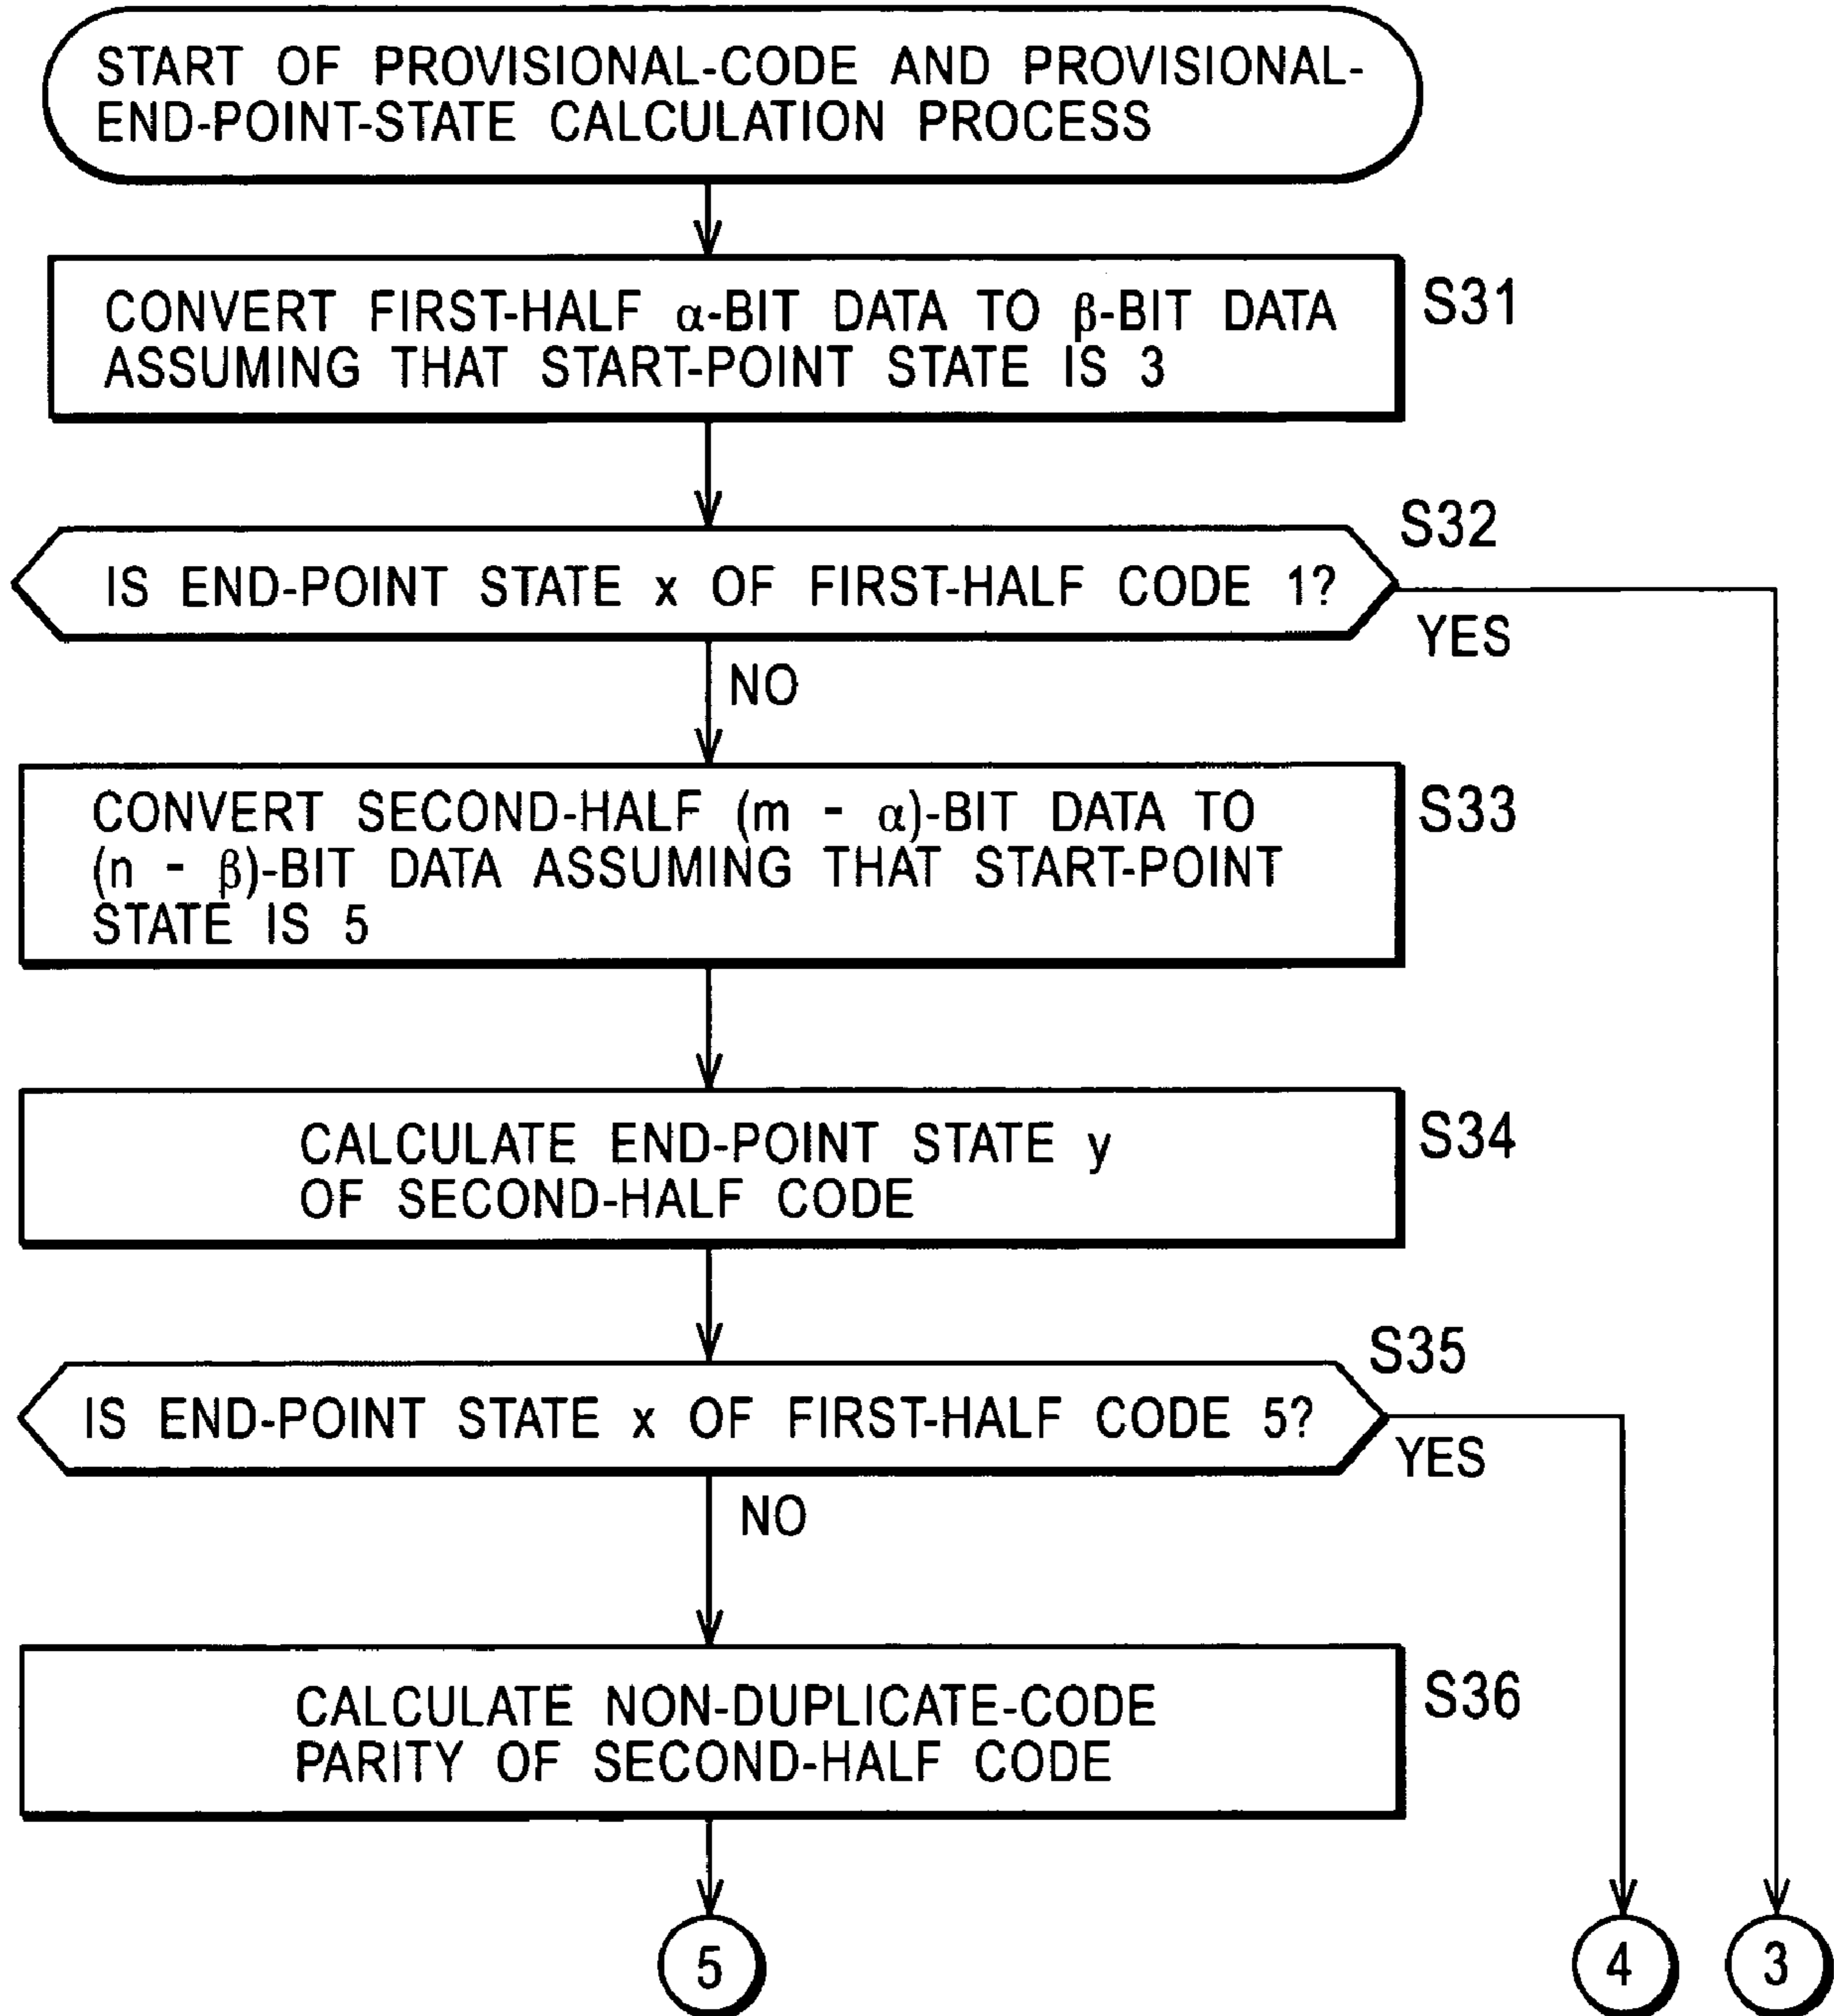 START OF PROVISIONAL-CODE AND PROVISIONAL-
END-POINT-STATE CALCULATION PROCESS
CONVERT FIRST-HALF α-BIT DATA TO β-BIT DATA
ASSUMING THAT START-POINT STATE IS 3
S31
IS END-POINT STATE x OF FIRST-HALF CODE 1?
S32
YES
NO
CONVERT SECOND-HALF (m - α)-BIT DATA TO
(n - β)-BIT DATA ASSUMING THAT START-POINT
STATE IS 5
S33
CALCULATE END-POINT STATE y
OF SECOND-HALF CODE
S34
IS END-POINT STATE x OF FIRST-HALF CODE 5?
S35
YES
NO
CALCULATE NON-DUPLICATE-CODE
PARITY OF SECOND-HALF CODE
S36
5
4
3